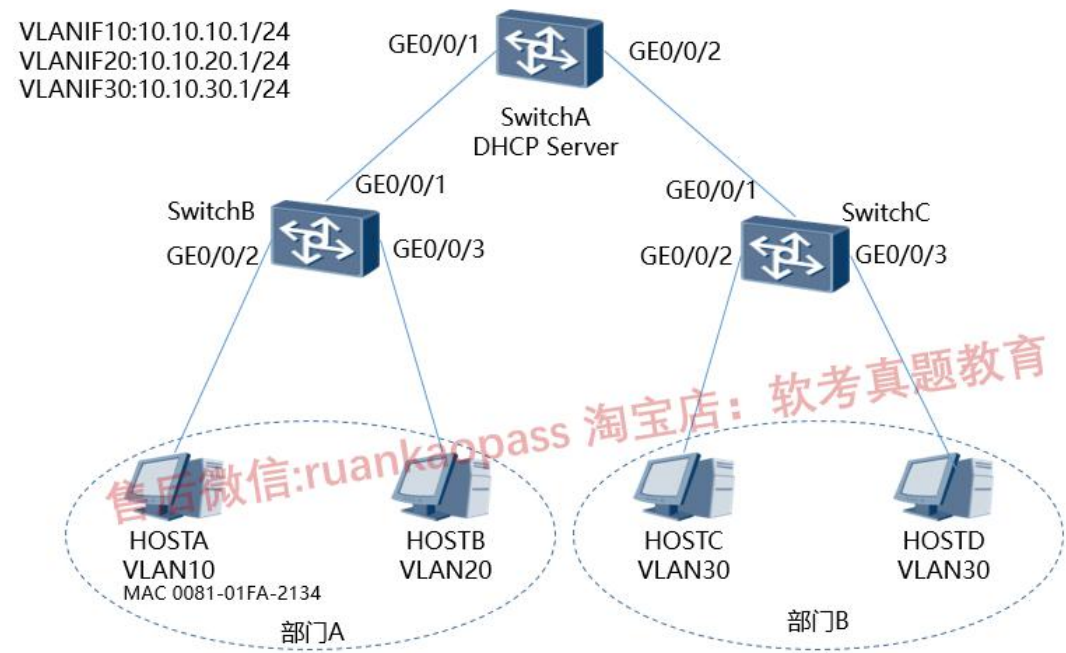 VLANIF10:10.10.10.1/24
VLANIF20:10.10.20.1/24
VLANIF30:10.10.30.1/24
GE0/0/1
GE0/0/2
SwitchA
DHCP Server
GE0/0/1
SwitchB
GE0/0/2
GE0/0/3
GE0/0/1
SwitchC
GE0/0/2
GE0/0/3
售后微信:ruankaopass 淘宝店：软考真题教育
HOSTA
VLAN10
MAC 0081-01FA-2134
HOSTB
VLAN20
部门A
HOSTC
VLAN30
HOSTD
VLAN30
部门B